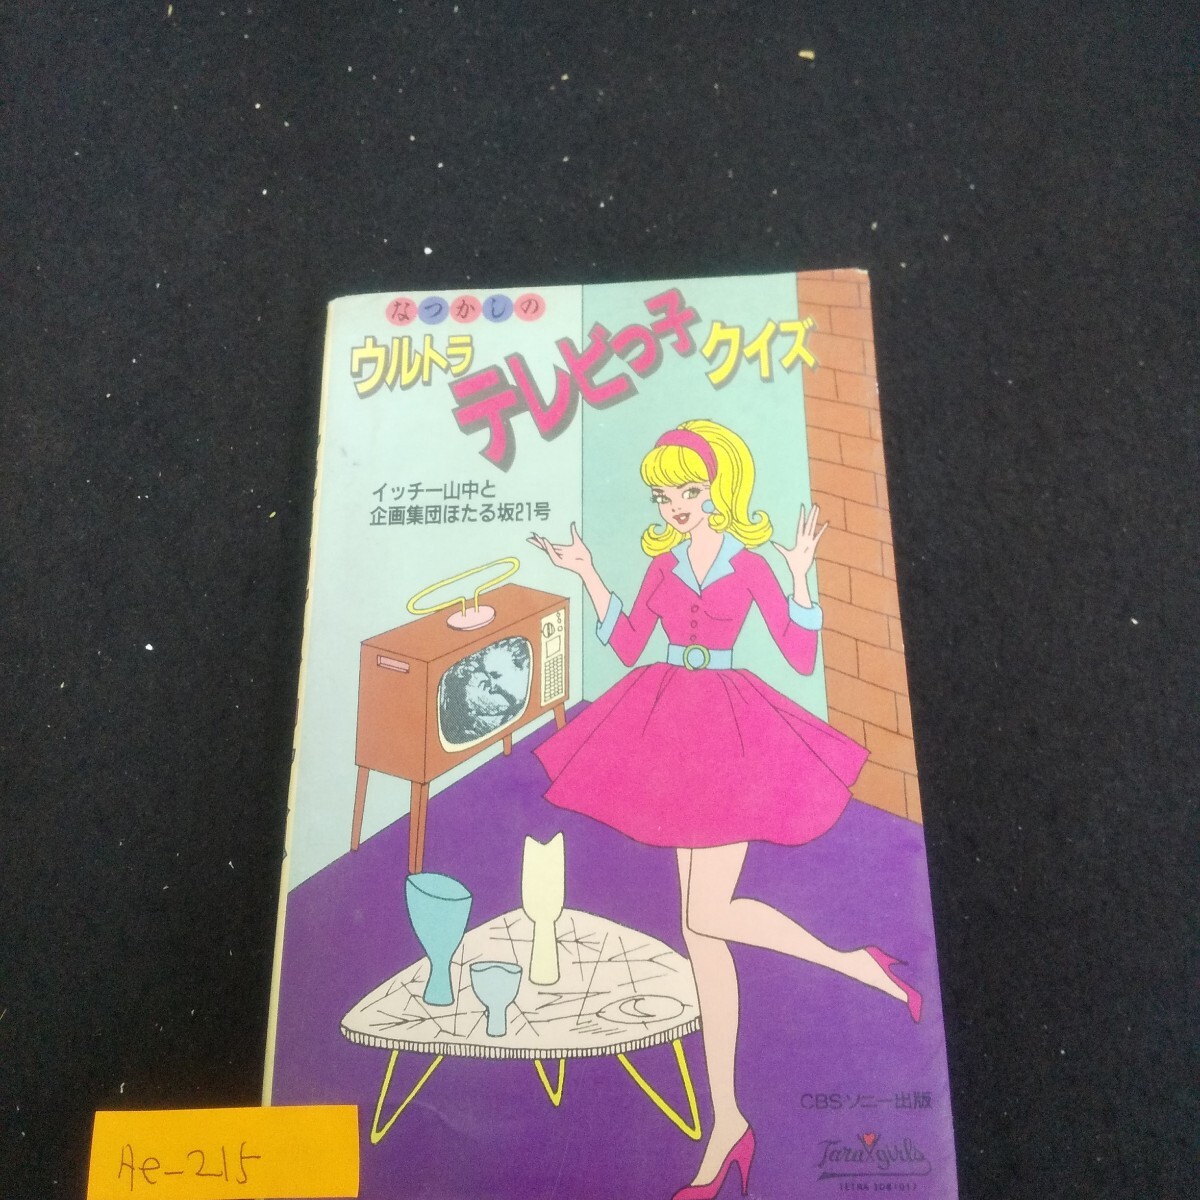 なつかしの
ウルトラ テレビっ子 クイズ
イッチー山中と
企画集団ほたる坂21号
CBSソニー出版
Tara girls
Ae-215